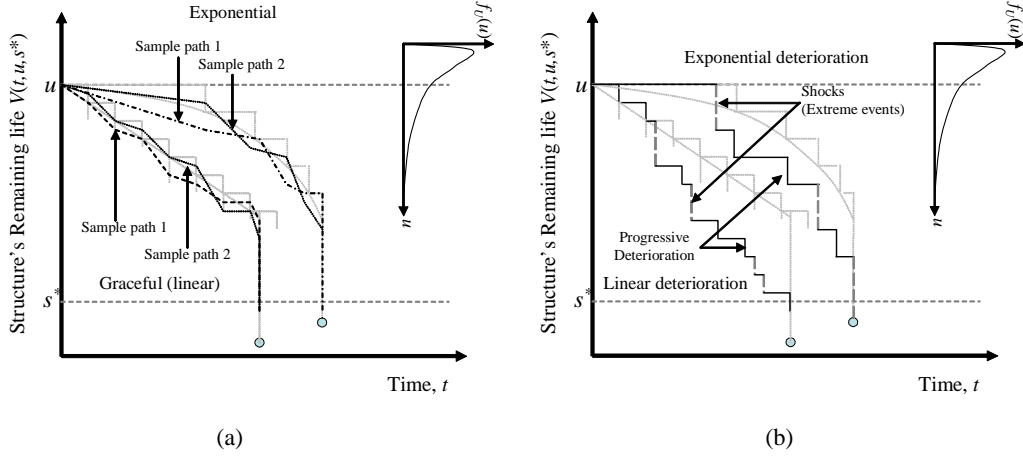 Exponential
Sample path 1
Sample path 2
Structure's Remaining life V(t,u,s*)
u
s*
Sample path 1
Sample path 2
Graceful (linear)
f_U(u)
u
Time, t
(a)
Exponential deterioration
Shocks
(Extreme events)
Structure's Remaining life V(t,u,s*)
u
s*
Progressive
Deterioration
Linear deterioration
f_U(u)
u
Time, t
(b)